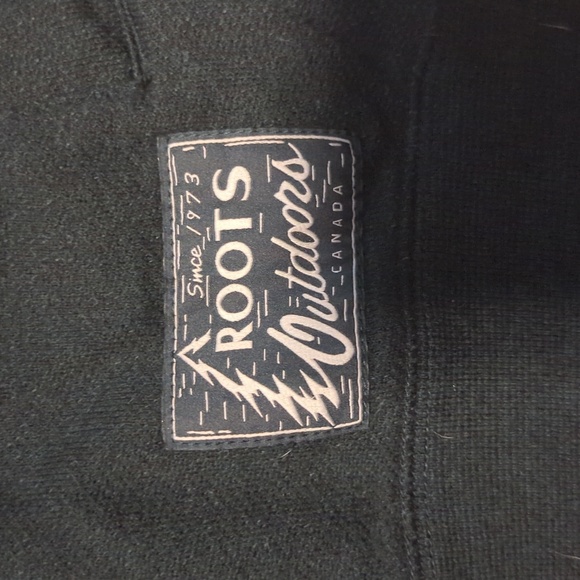 Since 1973
ROOTS
Outdoors
CANADA